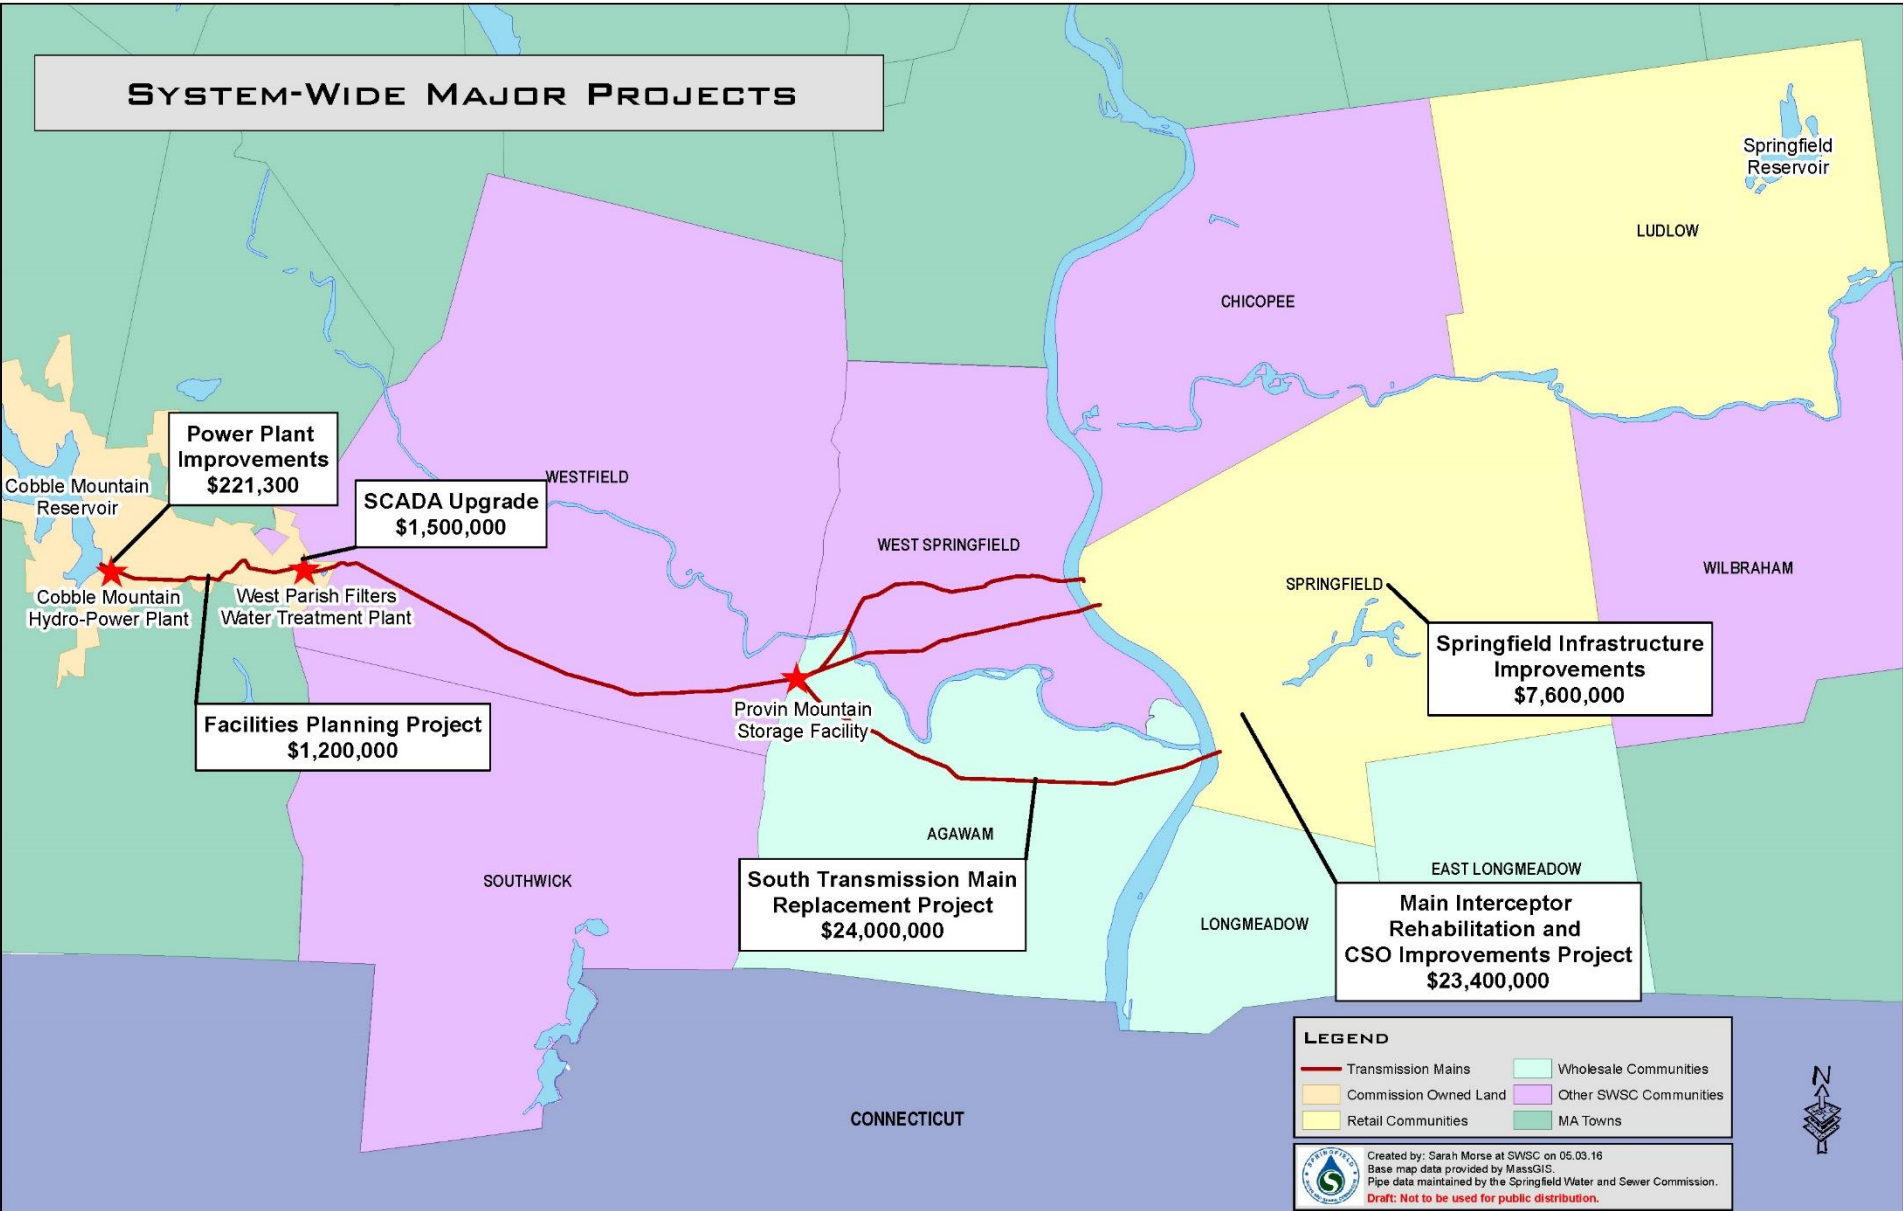 SYSTEM-WIDE MAJOR PROJECTS
Springfield
Reservoir
LUDLOW
CHICOPEE
Power Plant
Improvements
$221,300
Cobble Mountain
Reservoir
SCADA Upgrade
$1,500,000
WESTFIELD
WEST SPRINGFIELD
SPRINGFIELD
WILBRAHAM
Cobble Mountain
Hydro-Power Plant
West Parish Filters
Water Treatment Plant
Springfield Infrastructure
Improvements
$7,600,000
Facilities Planning Project
$1,200,000
Provin Mountain
Storage Facility
AGAWAM
SOUTHWICK
South Transmission Main
Replacement Project
$24,000,000
EAST LONGMEADOW
LONGMEADOW
Main Interceptor
Rehabilitation and
CSO Improvements Project
$23,400,000
CONNECTICUT
LEGEND
Transmission Mains
Commission Owned Land
Retail Communities
Wholesale Communities
Other SWSC Communities
MA Towns
N
SPRINGFIELD
Created by: Sarah Morse at SWSC on 05.03.16
Base map data provided by MassGIS.
Pipe data maintained by the Springfield Water and Sewer Commission.
Draft: Not to be used for public distribution.